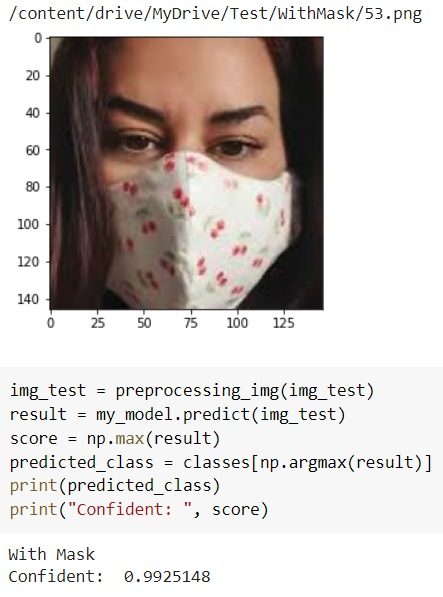 /content/drive/MyDrive/Test/WithMask/53.png
0
20
40
60
80
100
120
140
0 25 50 75 100 125
img_test = preprocessing_img(img_test)
result = my_model.predict(img_test)
score = np.max(result)
predicted_class = classes[np.argmax(result)]
print(predicted_class)
print("Confident: ", score)
With Mask
Confident:  0.9925148